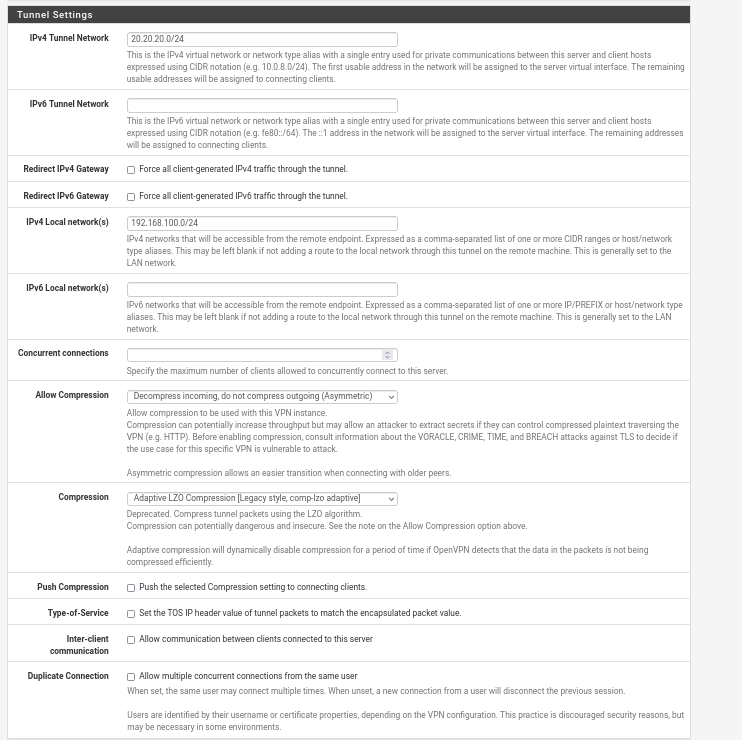 Tunnel Settings
IPv4 Tunnel Network
20.20.20.0/24
This is the IPv4 virtual network or network type alias with a single entry used for private communications between this server and client hosts
expressed using CIDR notation (e.g. 10.0.8.0/24). The first usable address in the network will be assigned to the server virtual interface. The remaining
usable addresses will be assigned to connecting clients.
IPv6 Tunnel Network
This is the IPv6 virtual network or network type alias with a single entry used for private communications between this server and client hosts
expressed using CIDR notation (e.g. fe80::/64). The ::1 address in the network will be assigned to the server virtual interface. The remaining addresses
will be assigned to connecting clients.
Redirect IPv4 Gateway
Force all client-generated IPv4 traffic through the tunnel.
Redirect IPv6 Gateway
Force all client-generated IPv6 traffic through the tunnel.
IPv4 Local network(s)
192.168.100.0/24
IPv4 networks that will be accessible from the remote endpoint. Expressed as a comma-separated list of one or more CIDR ranges or host/network
type aliases. This may be left blank if not adding a route to the local network through this tunnel on the remote machine. This is generally set to the
LAN network.
IPv6 Local network(s)
IPv6 networks that will be accessible from the remote endpoint. Expressed as a comma-separated list of one or more IP/PREFIX or host/network type
aliases. This may be left blank if not adding a route to the local network through this tunnel on the remote machine. This is generally set to the LAN
network.
Concurrent connections
Specify the maximum number of clients allowed to concurrently connect to this server.
Allow Compression
Decompress incoming, do not compress outgoing (Asymmetric)
Allow compression to be used with this VPN instance.
Compression can potentially increase throughput but may allow an attacker to extract secrets if they can control compressed plaintext traversing the
VPN (e.g. HTTP). Before enabling compression, consult information about the VORACLE, CRIME, TIME, and BREACH attacks against TLS to decide if
the use case for this specific VPN is vulnerable to attack.
Asymmetric compression allows an easier transition when connecting with older peers.
Compression
Adaptive LZO Compression [Legacy style, comp-lzo adaptive]
Deprecated. Compress tunnel packets using the LZO algorithm.
Compression can potentially dangerous and insecure. See the note on the Allow Compression option above.
Adaptive compression will dynamically disable compression for a period of time if OpenVPN detects that the data in the packets is not being
compressed efficiently.
Push Compression
Push the selected Compression setting to connecting clients.
Type-of-Service
Set the TOS IP header value of tunnel packets to match the encapsulated packet value.
Inter-client
communication
Allow communication between clients connected to this server
Duplicate Connection
Allow multiple concurrent connections from the same user
When set, the same user may connect multiple times. When unset, a new connection from a user will disconnect the previous session.
Users are identified by their username or certificate properties, depending on the VPN configuration. This practice is discouraged security reasons, but
may be necessary in some environments.